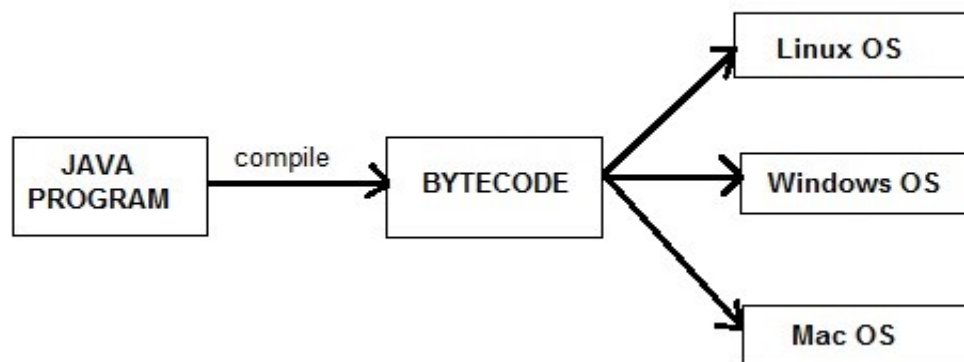 JAVA
PROGRAM
compile
BYTECODE
Linux OS
Windows OS
Mac OS